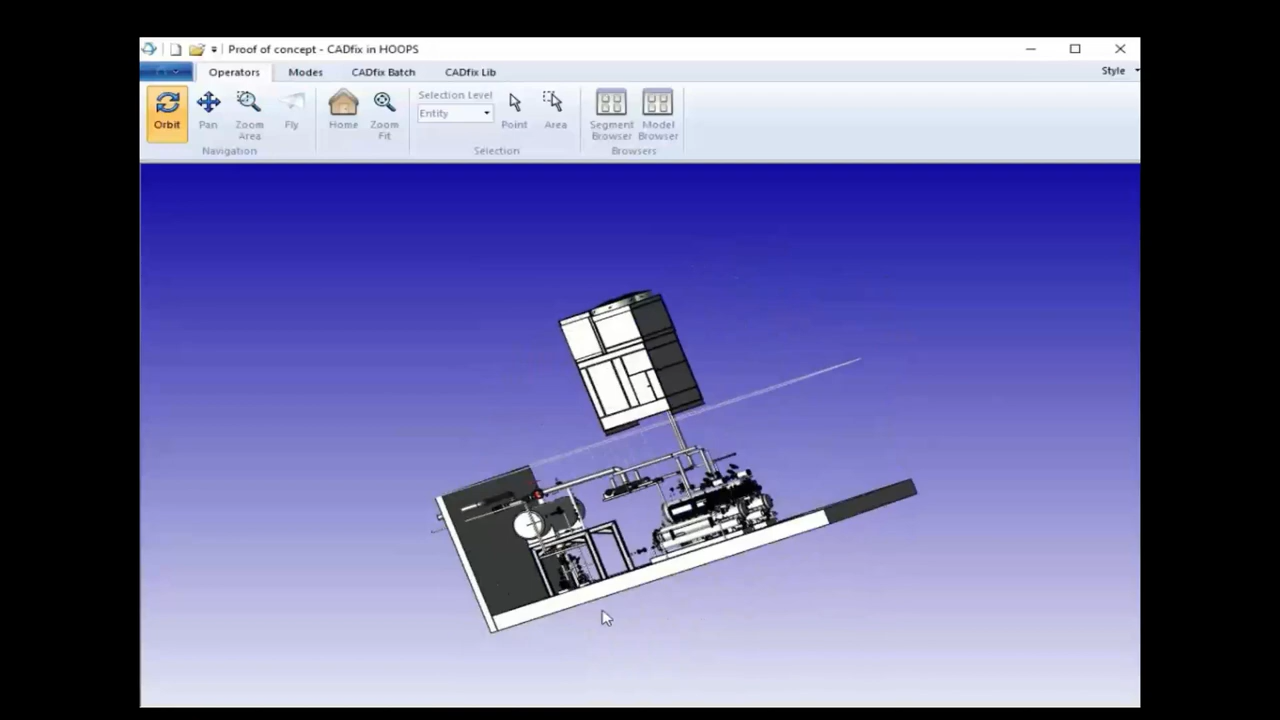 Proof of concept - CADfix in HOOPS
Operators Modes CADfix Batch CADfix Lib Style
Orbit Pan Zoom Area Fly Home Zoom Fit Selection Level Entity Point Area Segment Browser Model Browser
Navigation Selection Browsers